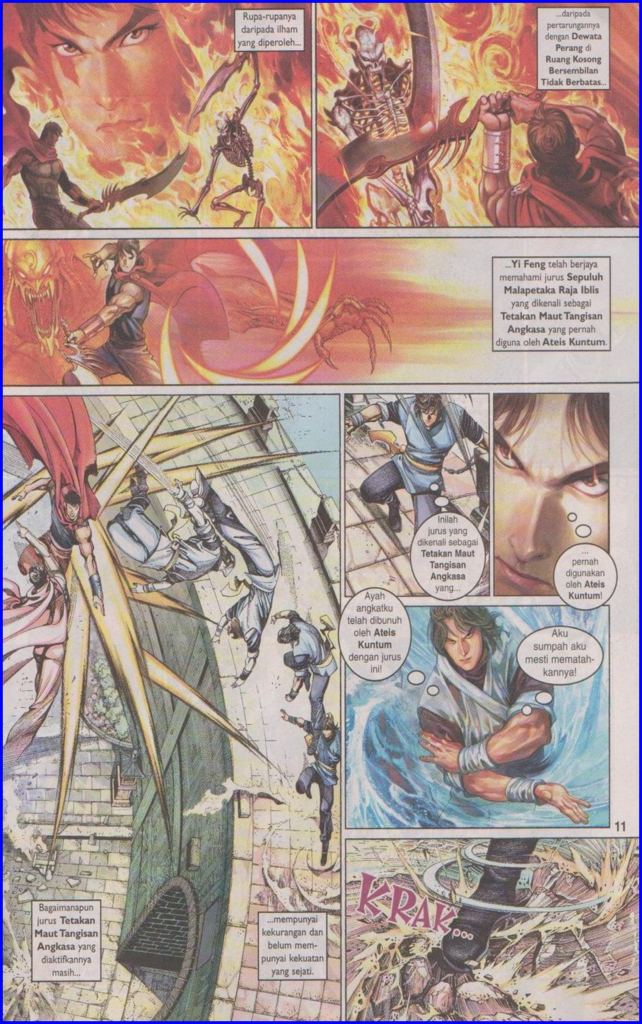 Rupa-rupanya
daripada ilham
yang diperoleh...
...daripada
pertarungannya
dengan Dewata
Perang di
Ruang Kosong
Bersembilan
Tidak Berbatas...
...Yi Feng telah berjaya
memahami jurus Sepuluh
Malapetaka Raja Iblis
yang dikenali sebagai
Tetakan Maut Tangisan
Angkasa yang pernah
diguna oleh Ateis Kuntum.
Bagaimanapun
jurus Tetakan
Maut Tangisan
Angkasa yang
diaktifkannya
masih...
...mempunyai
kekurangan dan
belum mem-
punyai kekuatan
yang sejati.
Inilah
jurus yang
dikenali sebagai
Tetakan Maut
Tangisan
Angkasa
yang...
...
pernah
digunakan
oleh Ateis
Kuntum!
Ayah
angkatku
telah dibunuh
oleh Ateis
Kuntum
dengan jurus
ini!
Aku
sumpah aku
mesti mematah-
kannya!
11
KRAK...